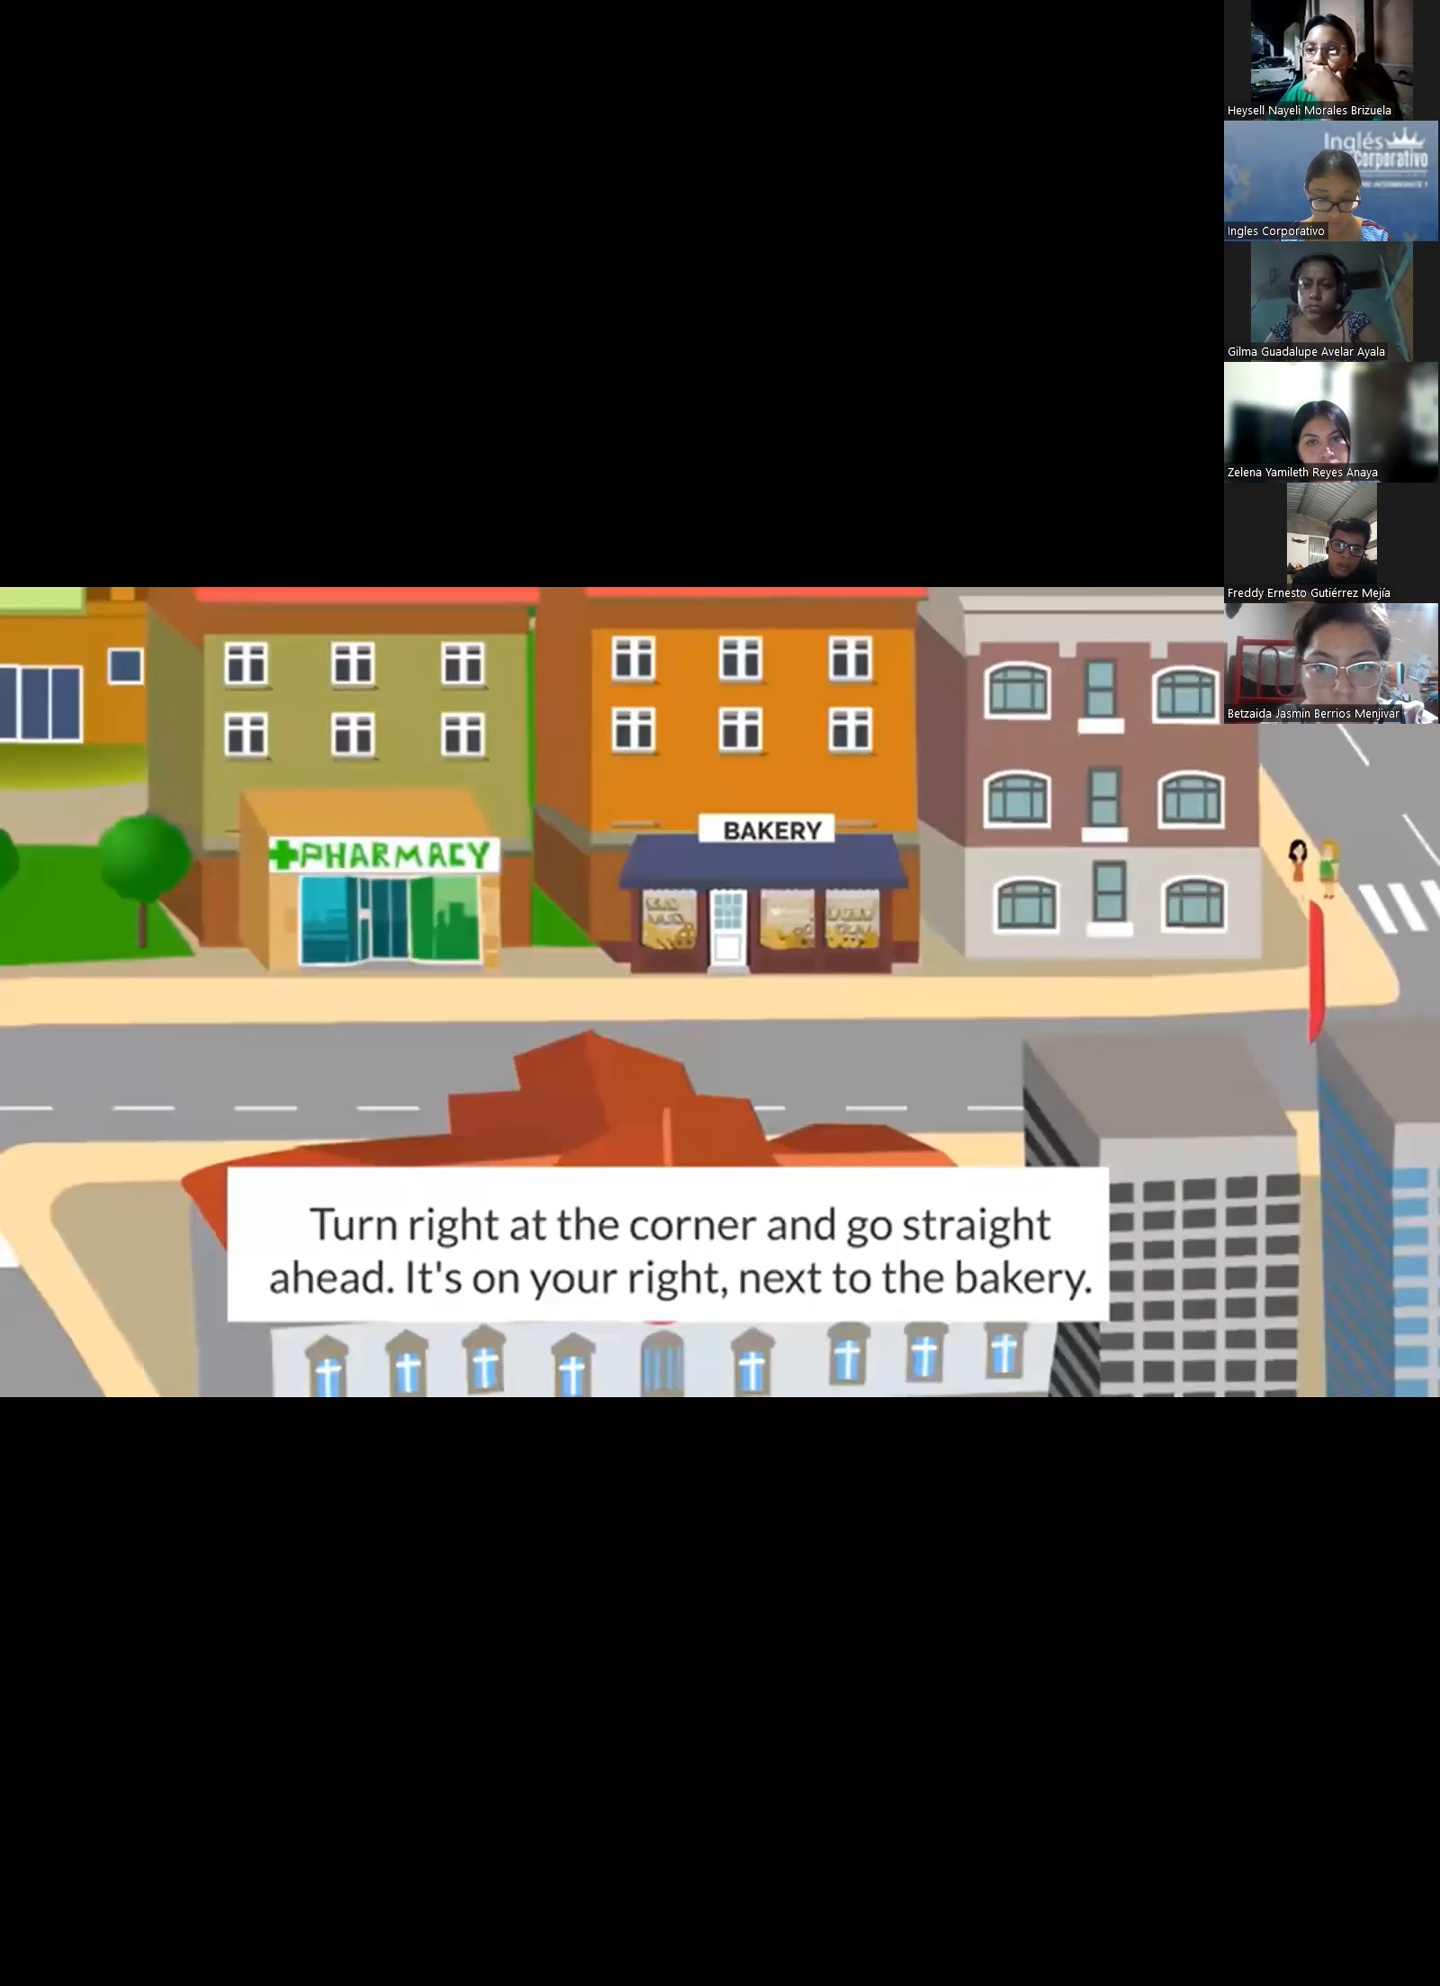 Heysell Nayeli Morales Brizuela
Inglés
Corporativo
Ingles Corporativo
Gilma Guadalupe Avelar Ayala
Zelena Yamileth Reyes Anaya
Freddy Ernesto Gutiérrez Mejía
Betzaida Jasmin Berrios Menjivar
PHARMACY
BAKERY
Turn right at the corner and go straight
ahead. It's on your right, next to the bakery.